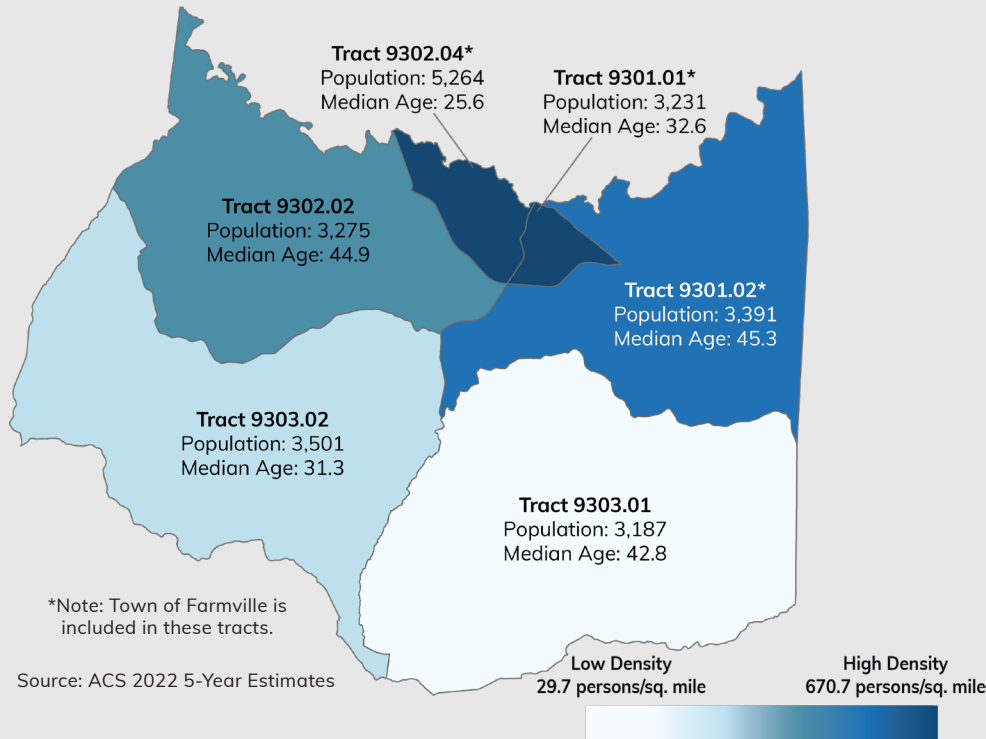 Tract 9302.04*
Population: 5,264
Median Age: 25.6
Tract 9301.01*
Population: 3,231
Median Age: 32.6
Tract 9302.02
Population: 3,275
Median Age: 44.9
Tract 9301.02*
Population: 3,391
Median Age: 45.3
Tract 9303.02
Population: 3,501
Median Age: 31.3
Tract 9303.01
Population: 3,187
Median Age: 42.8
*Note: Town of Farmville is
included in these tracts.
Source: ACS 2022 5-Year Estimates
Low Density
29.7 persons/sq. mile
High Density
670.7 persons/sq. mile